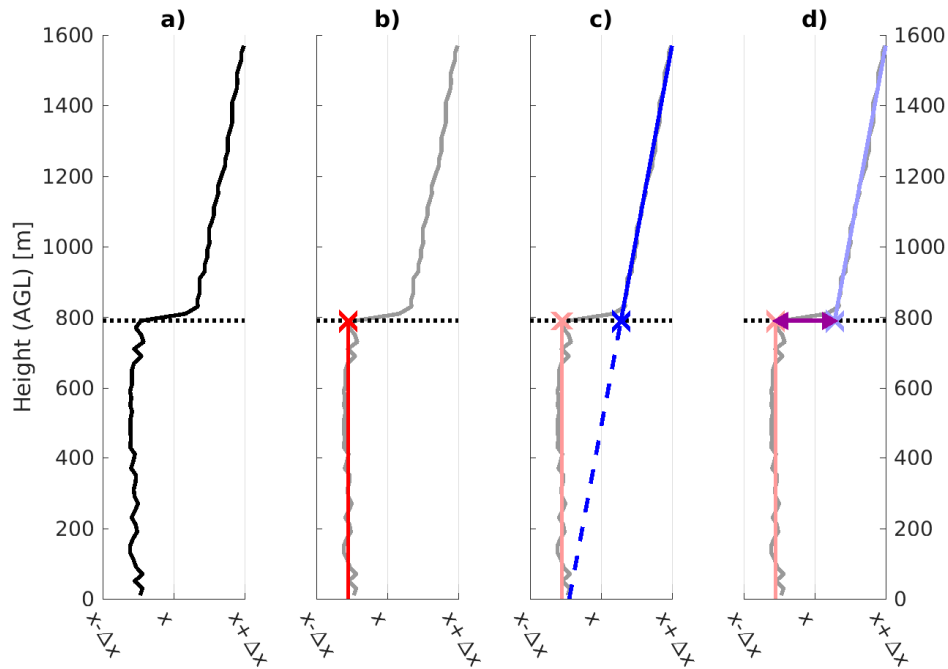 a)
b)
c)
d)
1600
1400
1200
1000
800
600
400
200
0
Height (AGL) [m]
1600
1400
1200
1000
800
600
400
200
0
x-Δx
x
x+Δx
x-Δx
x
x+Δx
x-Δx
x
x+Δx
x-Δx
x
x+Δx